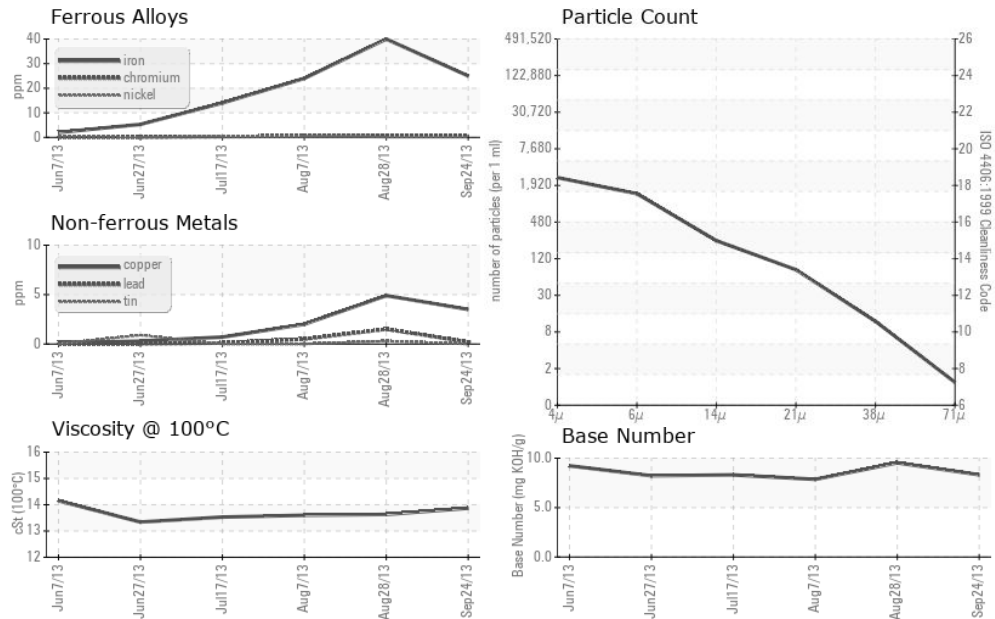 Ferrous Alloys
ppm
40
30
20
10
0
iron
chromium
nickel
Jun7/13
Jun27/13
Jul17/13
Aug7/13
Aug28/13
Sep24/13
Non-ferrous Metals
ppm
10
5
0
copper
lead
tin
Jun7/13
Jun27/13
Jul17/13
Aug7/13
Aug28/13
Sep24/13
Viscosity @ 100°C
cSt (100°C)
16
15
14
13
12
Jun7/13
Jun27/13
Jul17/13
Aug7/13
Aug28/13
Sep24/13
Particle Count
number of particles (per 1 ml)
491,520
122,880
30,720
7,680
1,920
480
120
30
8
2
0
4µ
6µ
14µ
21µ
38µ
71µ
26
24
22
20
18
16
14
12
10
8
6
ISO 4406:1999 Cleanliness Code
Base Number
Base Number (mg KOH/g)
10.0
5.0
0.0
Jun7/13
Jun27/13
Jul17/13
Aug7/13
Aug28/13
Sep24/13